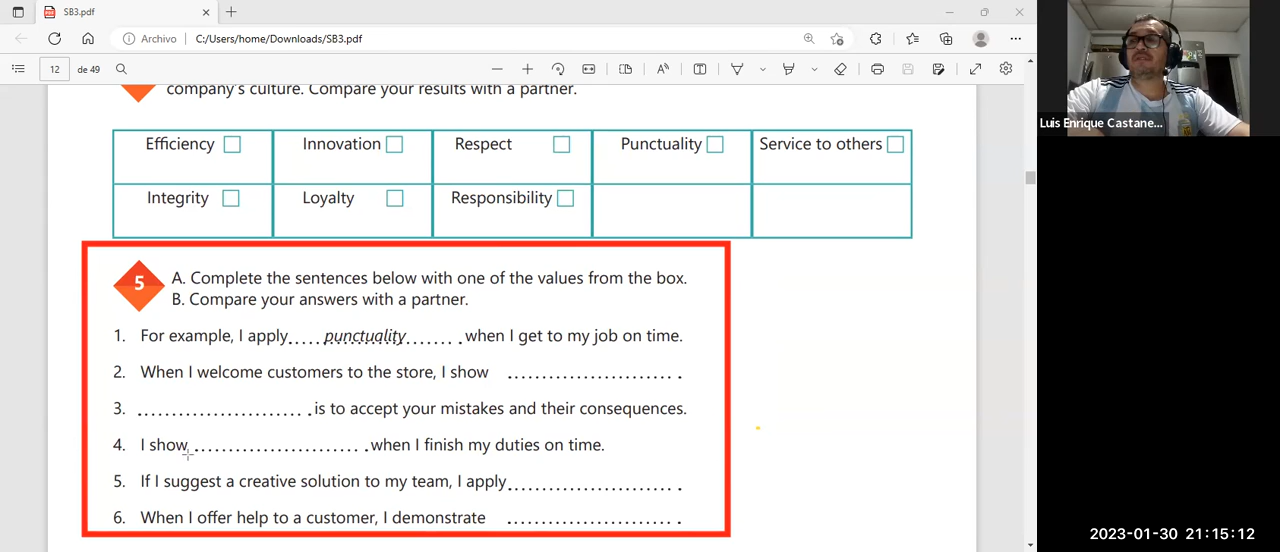 SB3.pdf
Archivo C:/Users/home/Downloads/SB3.pdf
12 de 49
company's culture. Compare your results with a partner.
Efficiency Innovation Respect Punctuality Service to others
Integrity Loyalty Responsibility
5 A. Complete the sentences below with one of the values from the box.
B. Compare your answers with a partner.
1. For example, I apply.....punctuality....... .when I get to my job on time.
2. When I welcome customers to the store, I show ........................ .
3. ........................ .is to accept your mistakes and their consequences.
4. I show........................ .when I finish my duties on time.
5. If I suggest a creative solution to my team, I apply........................ .
6. When I offer help to a customer, I demonstrate ........................ .
Luis Enrique Castane...
2023-01-30 21:15:12